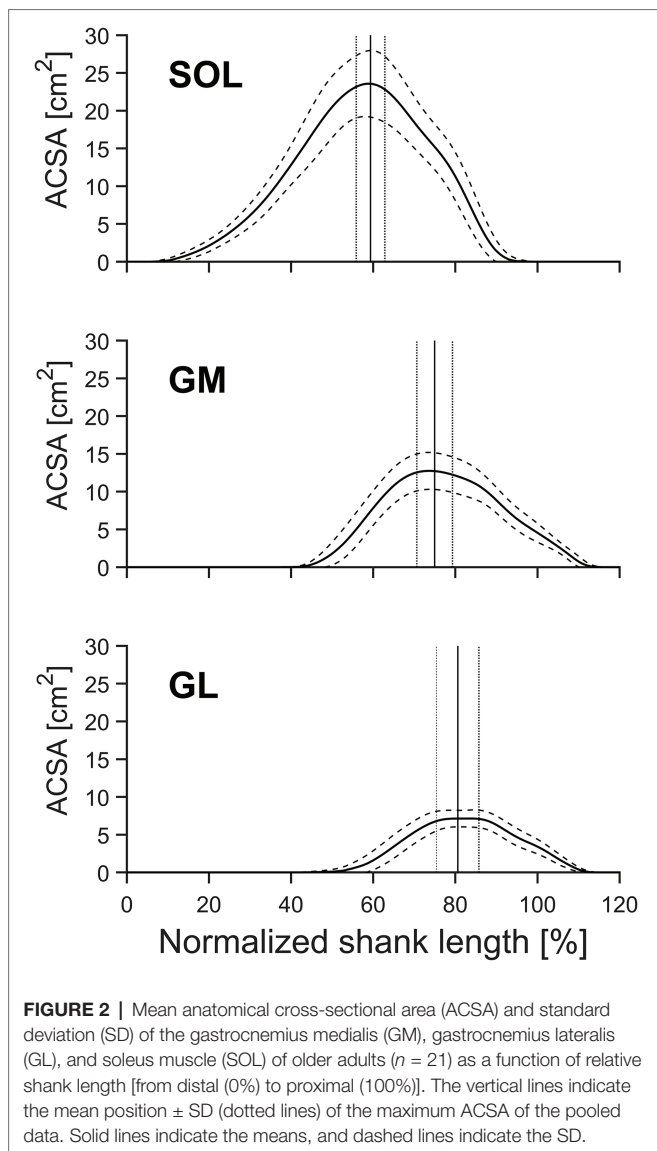 30
25
20
15
10
5
0
ACSA [cm²]
SOL
30
25
20
15
10
5
0
ACSA [cm²]
GM
30
25
20
15
10
5
0
ACSA [cm²]
GL
0 20 40 60 80 100 120
Normalized shank length [%]
FIGURE 2 | Mean anatomical cross-sectional area (ACSA) and standard
deviation (SD) of the gastrocnemius medialis (GM), gastrocnemius lateralis
(GL), and soleus muscle (SOL) of older adults (n = 21) as a function of relative
shank length [from distal (0%) to proximal (100%)]. The vertical lines indicate
the mean position ± SD (dotted lines) of the maximum ACSA of the pooled
data. Solid lines indicate the means, and dashed lines indicate the SD.